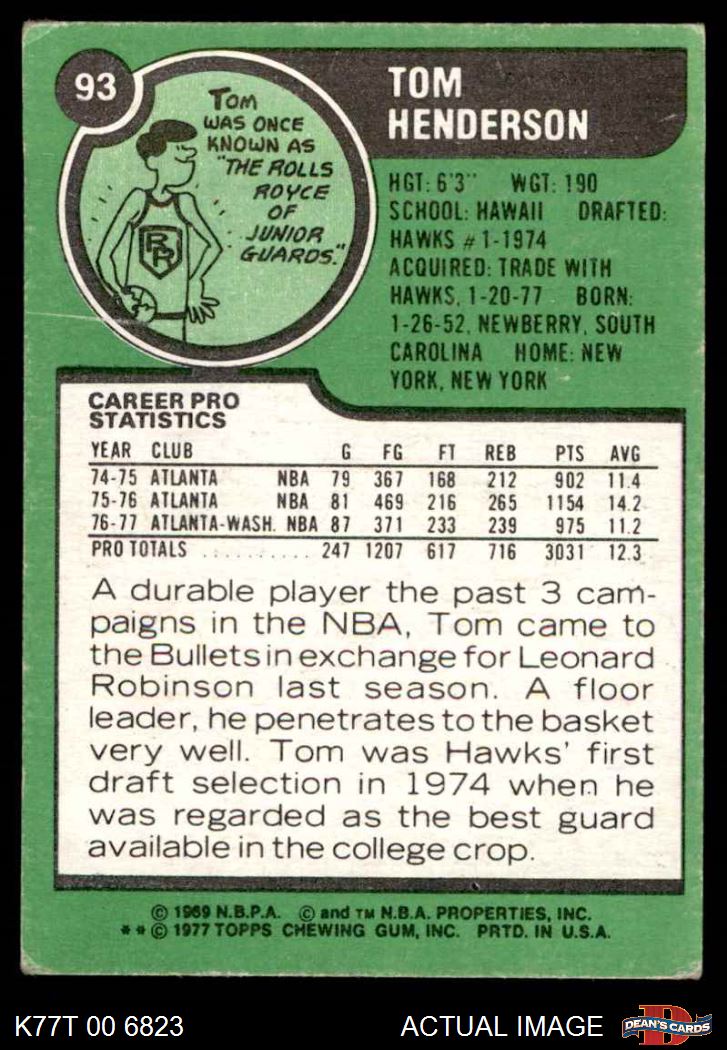 93
TOM
HENDERSON
TOM
WAS ONCE
KNOWN AS
"THE ROLLS
ROYCE
OF
JUNIOR
GUARDS."
RR
HGT: 6'3" WGT: 190
SCHOOL: HAWAII DRAFTED:
HAWKS #1-1974
ACQUIRED: TRADE WITH
HAWKS, 1-20-77 BORN:
1-26-52, NEWBERRY, SOUTH
CAROLINA HOME: NEW
YORK, NEW YORK
CAREER PRO
STATISTICS
YEAR CLUB G FG FT REB PTS AVG
74-75 ATLANTA NBA 79 367 168 212 902 11.4
75-76 ATLANTA NBA 81 469 216 265 1154 14.2
76-77 ATLANTA-WASH. NBA 87 371 233 239 975 11.2
PRO TOTALS .......... 247 1207 617 716 3031 12.3
A durable player the past 3 cam-
paigns in the NBA, Tom came to
the Bullets in exchange for Leonard
Robinson last season. A floor
leader, he penetrates to the basket
very well. Tom was Hawks' first
draft selection in 1974 when he
was regarded as the best guard
available in the college crop.
© 1969 N.B.P.A. © and TM N.B.A. PROPERTIES, INC.
**© 1977 TOPPS CHEWING GUM, INC. PRTD. IN U.S.A.
K77T 00 6823 ACTUAL IMAGE
D
DEAN'S CARDS